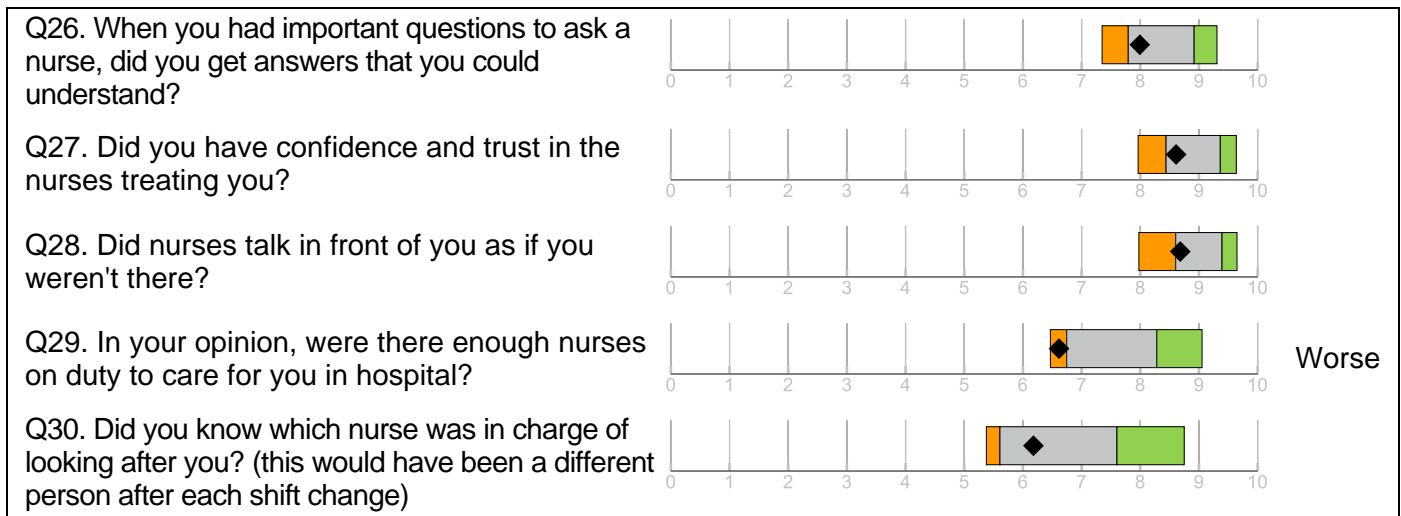 Q26. When you had important questions to ask a
nurse, did you get answers that you could
understand?
0 1 2 3 4 5 6 7 8 9 10
Q27. Did you have confidence and trust in the
nurses treating you?
0 1 2 3 4 5 6 7 8 9 10
Q28. Did nurses talk in front of you as if you
weren't there?
0 1 2 3 4 5 6 7 8 9 10
Q29. In your opinion, were there enough nurses
on duty to care for you in hospital?
0 1 2 3 4 5 6 7 8 9 10
Worse
Q30. Did you know which nurse was in charge of
looking after you? (this would have been a different
person after each shift change)
0 1 2 3 4 5 6 7 8 9 10